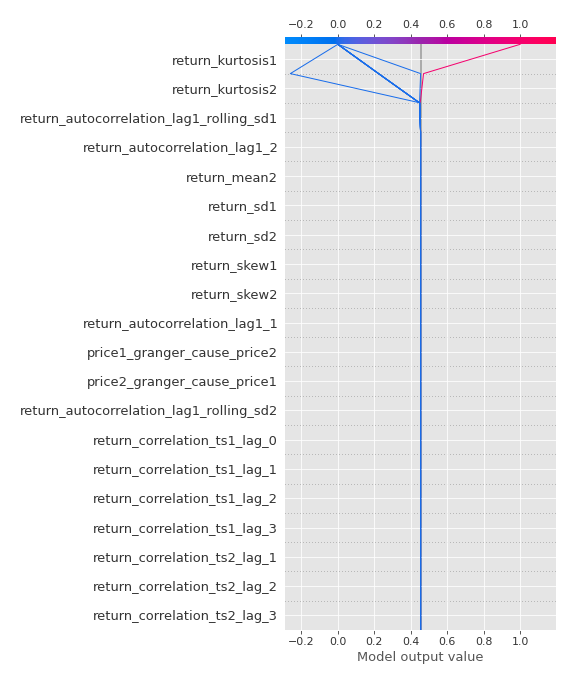 −0.2 0.0 0.2 0.4 0.6 0.8 1.0
return_kurtosis1
return_kurtosis2
return_autocorrelation_lag1_rolling_sd1
return_autocorrelation_lag1_2
return_mean2
return_sd1
return_sd2
return_skew1
return_skew2
return_autocorrelation_lag1_1
price1_granger_cause_price2
price2_granger_cause_price1
return_autocorrelation_lag1_rolling_sd2
return_correlation_ts1_lag_0
return_correlation_ts1_lag_1
return_correlation_ts1_lag_2
return_correlation_ts1_lag_3
return_correlation_ts2_lag_1
return_correlation_ts2_lag_2
return_correlation_ts2_lag_3
−0.2 0.0 0.2 0.4 0.6 0.8 1.0
Model output value